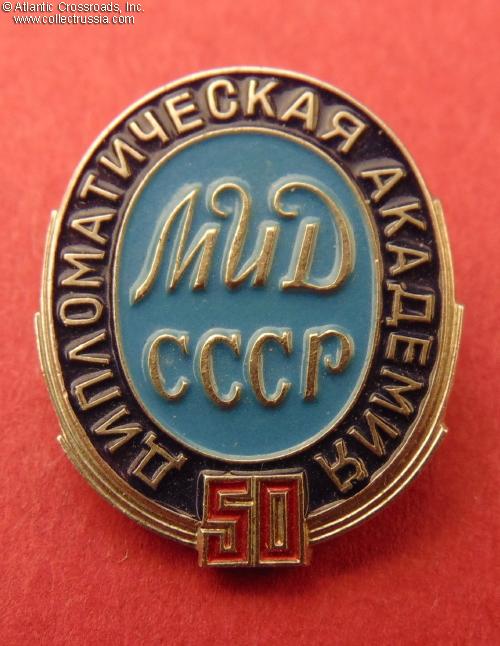 © Atlantic Crossroads, Inc.
www.collectrussia.com
ДИПЛОМАТИЧЕСКАЯ АКАДЕМИЯ
МИД
СССР
50